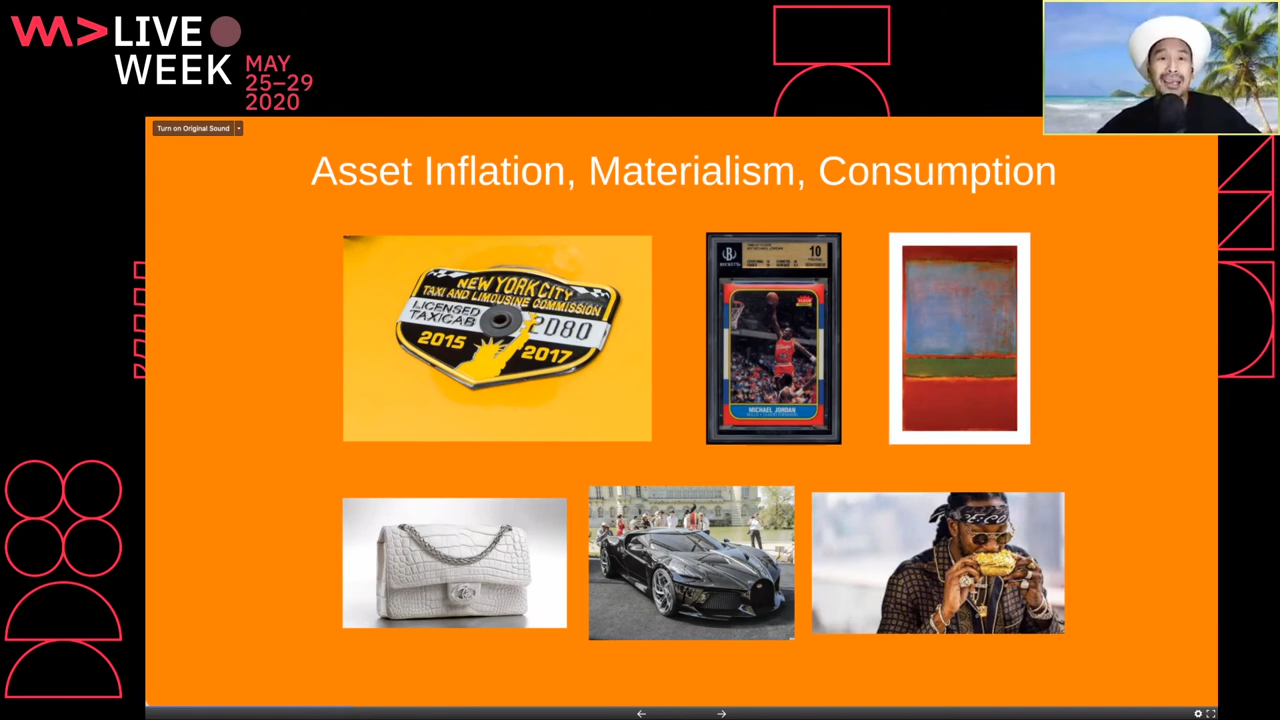 LIVE
WEEK
MAY
25–29
2020
Turn on Original Sound
Asset Inflation, Materialism, Consumption
NEW YORK CITY
TAXI AND LIMOUSINE COMMISSION
LICENSED
TAXICAB
2080
2015
2017
B
10
MICHAEL JORDAN